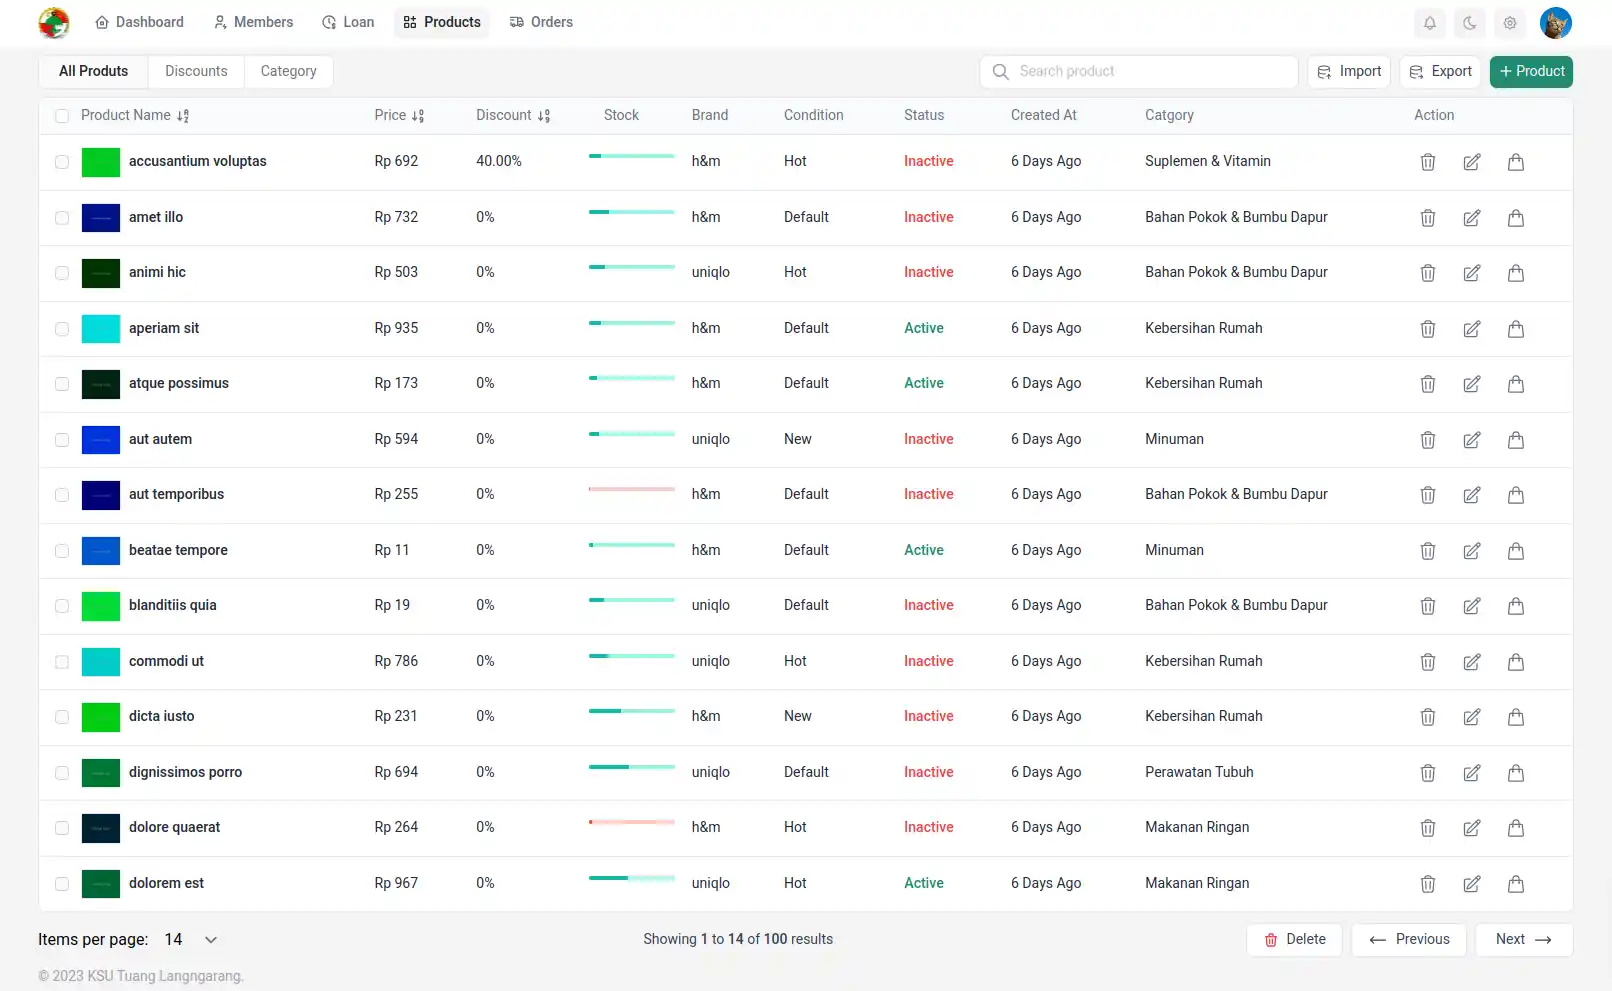 Dashboard Members Loan Products Orders
All Produts Discounts Category Search product Import Export + Product
Product Name Price Discount Stock Brand Condition Status Created At Catgory Action
accusantium voluptas Rp 692 40.00% h&m Hot Inactive 6 Days Ago Suplemen & Vitamin
amet illo Rp 732 0% h&m Default Inactive 6 Days Ago Bahan Pokok & Bumbu Dapur
animi hic Rp 503 0% uniqlo Hot Inactive 6 Days Ago Bahan Pokok & Bumbu Dapur
aperiam sit Rp 935 0% h&m Default Active 6 Days Ago Kebersihan Rumah
atque possimus Rp 173 0% h&m Default Active 6 Days Ago Kebersihan Rumah
aut autem Rp 594 0% uniqlo New Inactive 6 Days Ago Minuman
aut temporibus Rp 255 0% h&m Default Inactive 6 Days Ago Bahan Pokok & Bumbu Dapur
beatae tempore Rp 11 0% h&m Default Active 6 Days Ago Minuman
blanditiis quia Rp 19 0% uniqlo Default Inactive 6 Days Ago Bahan Pokok & Bumbu Dapur
commodi ut Rp 786 0% uniqlo Hot Inactive 6 Days Ago Kebersihan Rumah
dicta iusto Rp 231 0% h&m New Inactive 6 Days Ago Kebersihan Rumah
dignissimos porro Rp 694 0% uniqlo Default Inactive 6 Days Ago Perawatan Tubuh
dolore quaerat Rp 264 0% h&m Hot Inactive 6 Days Ago Makanan Ringan
dolorem est Rp 967 0% uniqlo Hot Active 6 Days Ago Makanan Ringan
Items per page: 14 Showing 1 to 14 of 100 results Delete ← Previous Next →
© 2023 KSU Tuang Langngarang.